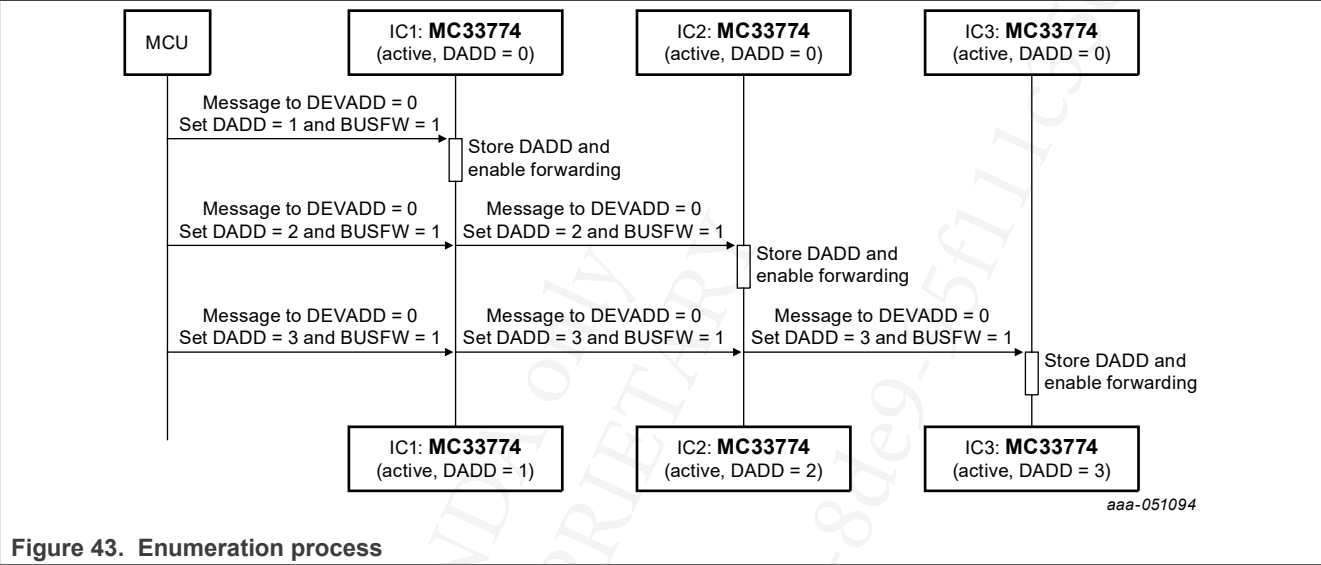 MCU
IC1: MC33774
(active, DADD = 0)
IC2: MC33774
(active, DADD = 0)
IC3: MC33774
(active, DADD = 0)
Message to DEVADD = 0
Set DADD = 1 and BUSFW = 1
Store DADD and
enable forwarding
Message to DEVADD = 0
Set DADD = 2 and BUSFW = 1
Message to DEVADD = 0
Set DADD = 2 and BUSFW = 1
Store DADD and
enable forwarding
Message to DEVADD = 0
Set DADD = 3 and BUSFW = 1
Message to DEVADD = 0
Set DADD = 3 and BUSFW = 1
Message to DEVADD = 0
Set DADD = 3 and BUSFW = 1
Store DADD and
enable forwarding
IC1: MC33774
(active, DADD = 1)
IC2: MC33774
(active, DADD = 2)
IC3: MC33774
(active, DADD = 3)
aaa-051094
Figure 43. Enumeration process
NDA only